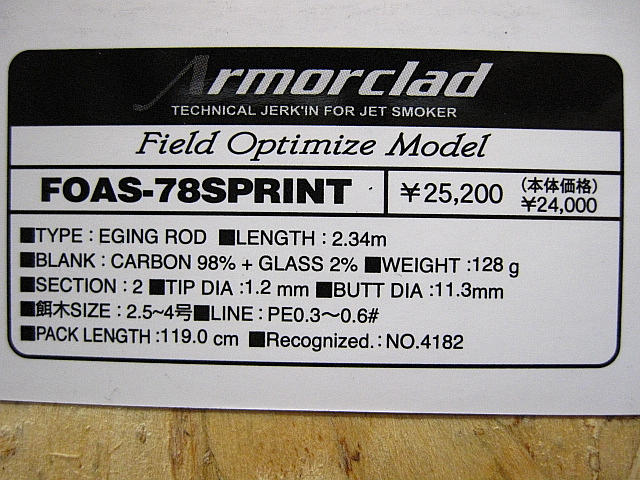 Armorclad
TECHNICAL JERK'IN FOR JET SMOKER
Field Optimize Model
FOAS-78SPRINT ¥25,200 (本体価格) ¥24,000
■TYPE : EGING ROD ■LENGTH : 2.34m
■BLANK : CARBON 98% + GLASS 2% ■WEIGHT :128 g
■SECTION : 2 ■TIP DIA :1.2 mm ■BUTT DIA :11.3mm
■餌木SIZE : 2.5~4号■LINE : PE0.3〜0.6#
■PACK LENGTH :119.0 cm ■Recognized. : NO.4182